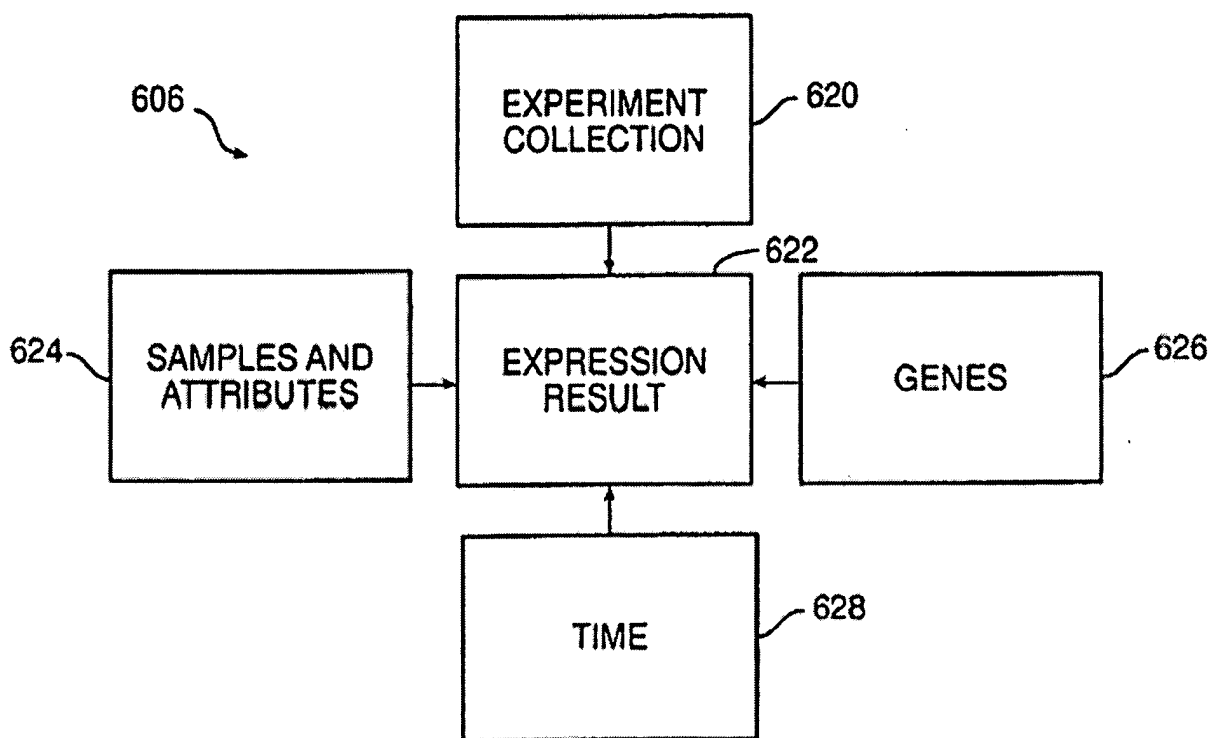 606
EXPERIMENT
COLLECTION
620
622
624
SAMPLES AND
ATTRIBUTES
EXPRESSION
RESULT
GENES
626
TIME
628